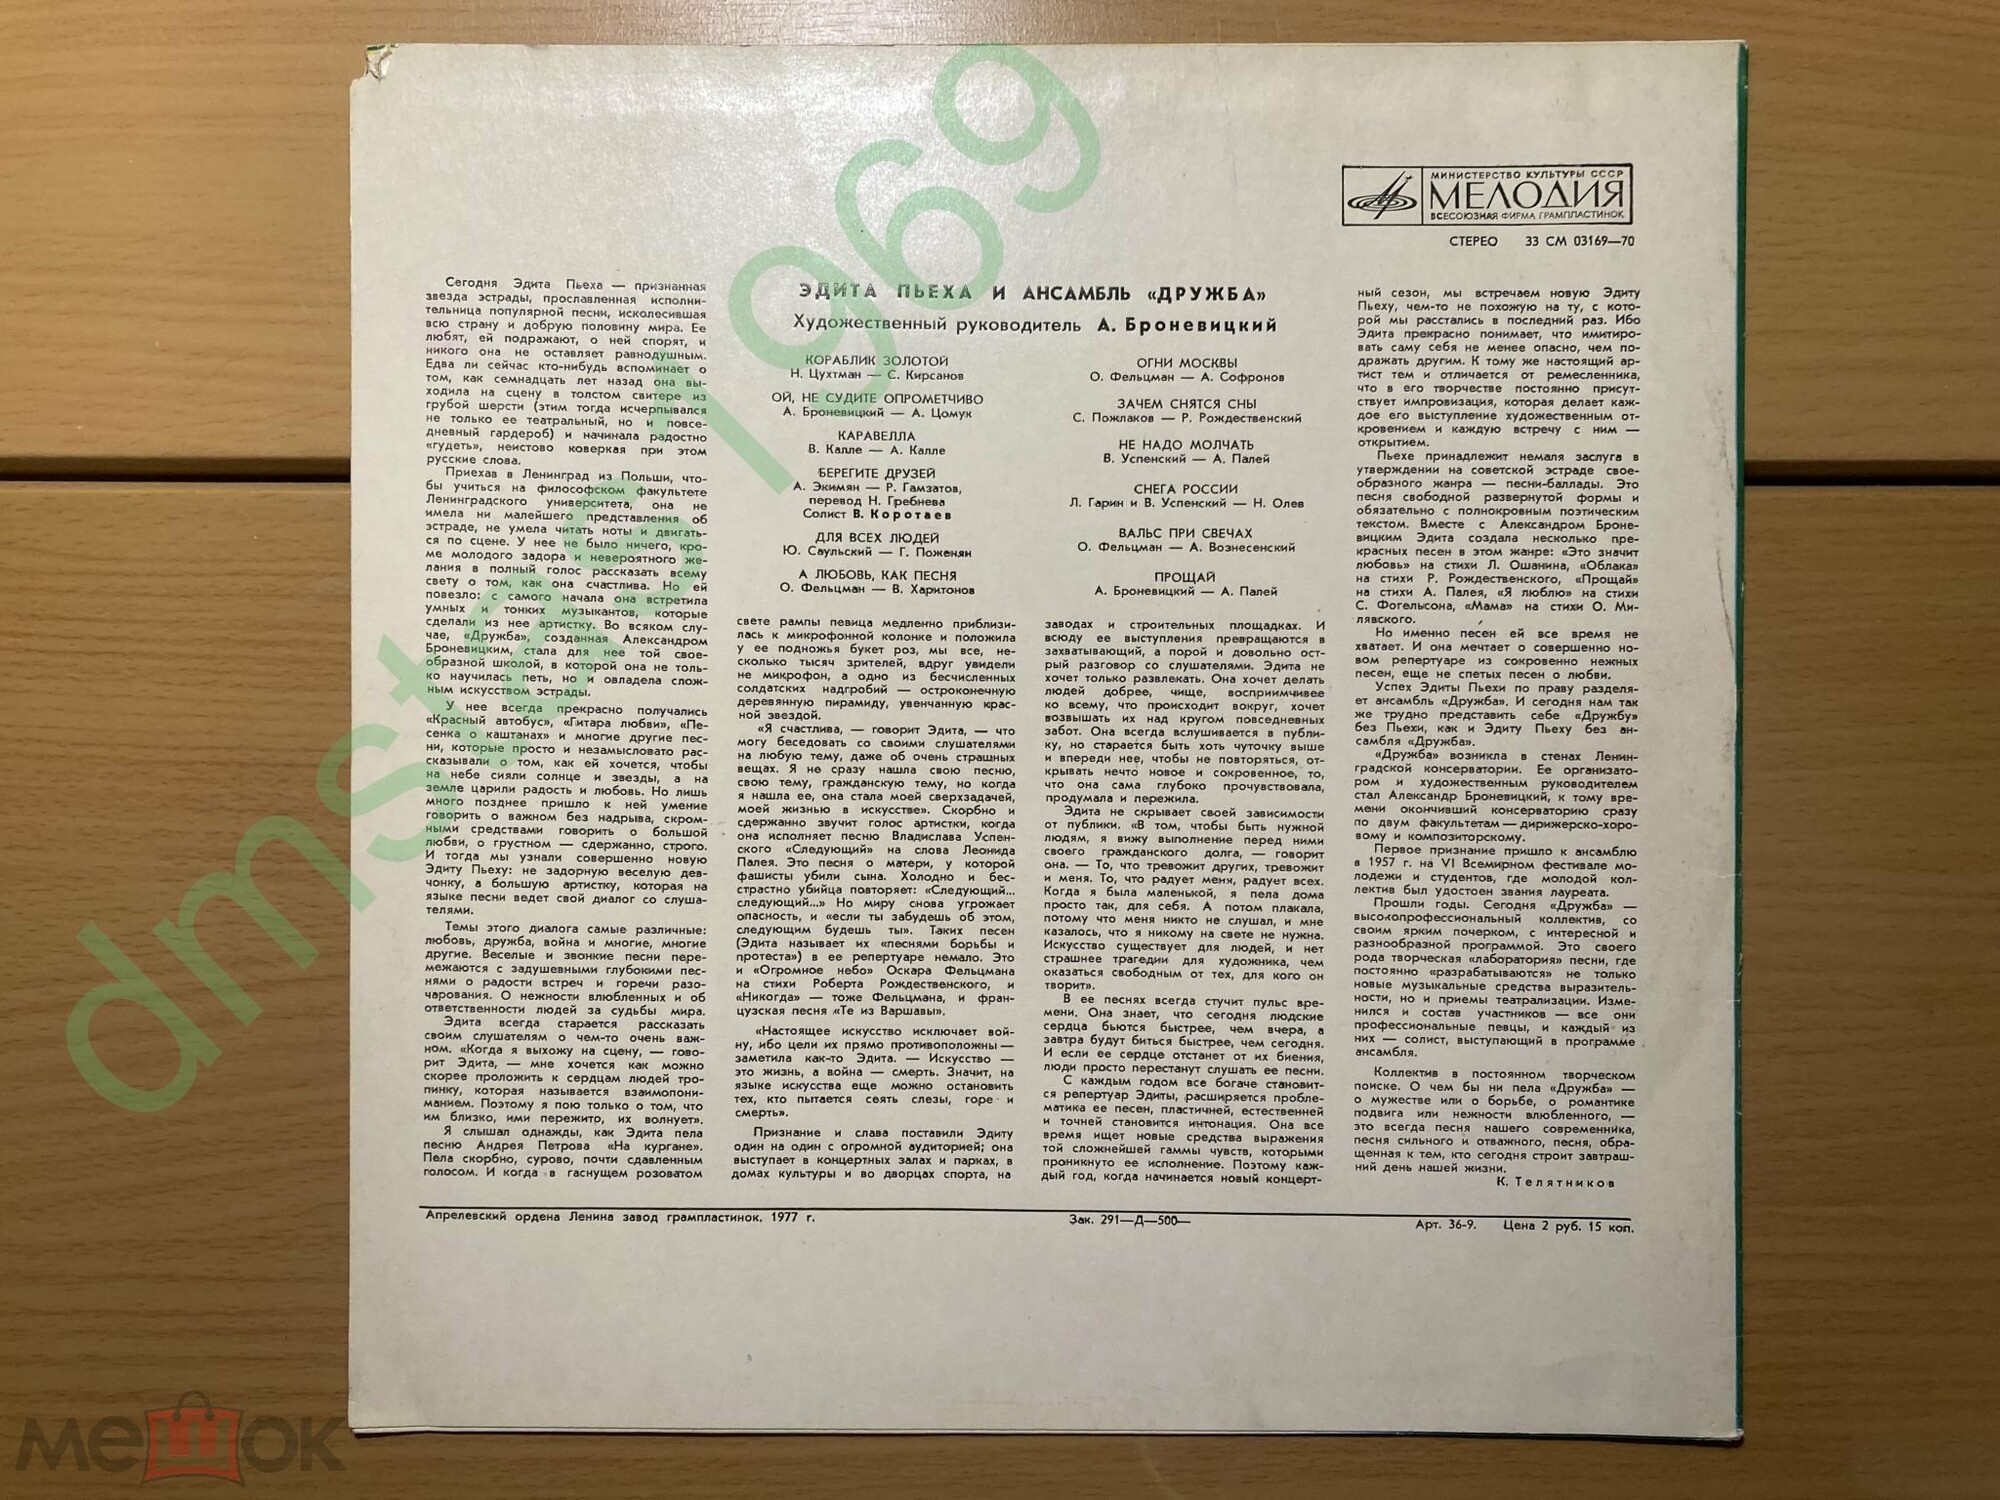 МИНИСТЕРСТВО КУЛЬТУРЫ СССР
МЕЛОДИЯ
ВСЕСОЮЗНАЯ ФИРМА ГРАМПЛАСТИНОК
СТЕРЕО 33 СМ 03169—70
ЭДИТА ПЬЕХА И АНСАМБЛЬ «ДРУЖБА»
Художественный руководитель А. Броневицкий
КОРАБЛИК ЗОЛОТОЙ
Н. Цухтман — С. Кирсанов
ОЙ, НЕ СУДИТЕ ОПРОМЕТЧИВО
А. Броневицкий — А. Цомук
КАРАВЕЛЛА
В. Калле — А. Калле
БЕРЕГИТЕ ДРУЗЕЙ
А. Экимян — Р. Гамзатов,
перевод Н. Гребнева
Солист В. Коротаев
ДЛЯ ВСЕХ ЛЮДЕЙ
Ю. Саульский — Г. Поженян
А ЛЮБОВЬ, КАК ПЕСНЯ
О. Фельцман — В. Харитонов
ОГНИ МОСКВЫ
О. Фельцман — А. Софронов
ЗАЧЕМ СНЯТСЯ СНЫ
С. Пожлаков — Р. Рождественский
НЕ НАДО МОЛЧАТЬ
В. Успенский — А. Палей
СНЕГА РОССИИ
Л. Гарин и В. Успенский — Н. Олев
ВАЛЬС ПРИ СВЕЧАХ
О. Фельцман — А. Вознесенский
ПРОЩАЙ
А. Броневицкий — А. Палей
Сегодня Эдита Пьеха — признанная
звезда эстрады, прославленная исполни-
тельница популярной песни, исколесившая
всю страну и добрую половину мира. Ее
любят, ей подражают, о ней спорят, и
никого она не оставляет равнодушным.
Едва ли сейчас кто-нибудь вспоминает о
том, как семнадцать лет назад она вы-
ходила на сцену в толстом свитере из
грубой шерсти (этим тогда исчерпывался
не только ее театральный, но и повсе-
дневный гардероб) и начинала радостно
«гудеть», неистово коверкая при этом
русские слова.
Приехав в Ленинград из Польши, что-
бы учиться на философском факультете
Ленинградского университета, она не
имела ни малейшего представления об
эстраде, не умела читать ноты и двигать-
ся по сцене. У нее не было ничего, кро-
ме молодого задора и невероятного же-
лания в полный голос рассказать всему
свету о том, как она счастлива. Но ей
повезло: с самого начала она встретила
умных и тонких музыкантов, которые
сделали из нее артистку. Во всяком слу-
чае, «Дружба», созданная Александром
Броневицким, стала для нее той свое-
образной школой, в которой она не толь-
ко научилась петь, но и овладела слож-
ным искусством эстрады.
У нее всегда прекрасно получались
«Красный автобус», «Гитара любви», «Пе-
сенка о каштанах» и многие другие пес-
ни, которые просто и незамысловато рас-
сказывали о том, как ей хочется, чтобы
на небе сияли солнце и звезды, а на
земле царили радость и любовь. Но лишь
много позднее пришло к ней умение
говорить о важном без надрыва, скром-
ными средствами говорить о большой
любви, о грустном — сдержанно, строго.
И тогда мы узнали совершенно новую
Эдиту Пьеху: не задорную веселую дев-
чонку, а большую артистку, которая на
языке песни ведет свой диалог со слуша-
телями.
Темы этого диалога самые различные:
любовь, дружба, война и многие, многие
другие. Веселые и звонкие песни пере-
межаются с задушевными глубокими пес-
нями о радости встреч и горечи разо-
чарования. О нежности влюбленных и об
ответственности людей за судьбы мира.
Эдита всегда старается рассказать
своим слушателям о чем-то очень важ-
ном. «Когда я выхожу на сцену, — гово-
рит Эдита, — мне хочется как можно
скорее проложить к сердцам людей тро-
пинку, которая называется взаимопони-
манием. Поэтому я пою только о том, что
им близко, ими пережито, их волнует».
Я слышал однажды, как Эдита пела
песню Андрея Петрова «На кургане».
Пела скорбно, сурово, почти сдавленным
голосом. И когда в гаснущем розоватом
свете рампы певица медленно приблизи-
лась к микрофонной колонке и положила
у ее подножья букет роз, мы все, не-
сколько тысяч зрителей, вдруг увидели
не микрофон, а одно из бесчисленных
солдатских надгробий — остроконечную
деревянную пирамиду, увенчанную крас-
ной звездой.
«Я счастлива, — говорит Эдита, — что
могу беседовать со своими слушателями
на любую тему, даже об очень страшных
вещах. Я не сразу нашла свою песню,
свою тему, гражданскую тему, но когда
я нашла ее, она стала моей сверхзадачей,
моей жизнью в искусстве». Скорбно и
сдержанно звучит голос артистки, когда
она исполняет песню Владислава Успен-
ского «Следующий» на слова Леонида
Палея. Это песня о матери, у которой
фашисты убили сына. Холодно и бес-
страстно убийца повторяет: «Следующий...
следующий...» Но миру снова угрожает
опасность, и «если ты забудешь об этом,
следующим будешь ты». Таких песен
(Эдита называет их «песнями борьбы и
протеста») в ее репертуаре немало. Это
и «Огромное небо» Оскара Фельцмана
на стихи Роберта Рождественского, и
«Никогда» — тоже Фельцмана, и фран-
цузская песня «Те из Варшавы».
«Настоящее искусство исключает вой-
ну, ибо цели их прямо противоположны —
заметила как-то Эдита. — Искусство —
это жизнь, а война — смерть. Значит, на
языке искусства еще можно остановить
тех, кто пытается сеять слезы, горе и
смерть».
Признание и слава поставили Эдиту
один на один с огромной аудиторией; она
выступает в концертных залах и парках, в
домах культуры и во дворцах спорта, на
заводах и строительных площадках. И
всюду ее выступления превращаются в
захватывающий, а порой и довольно ост-
рый разговор со слушателями. Эдита не
хочет только развлекать. Она хочет делать
людей добрее, чище, восприимчивее
ко всему, что происходит вокруг, хочет
возвышать их над кругом повседневных
забот. Она всегда вслушивается в публи-
ку, но старается быть хоть чуточку выше
и впереди нее, чтобы не повторяться, от-
крывать нечто новое и сокровенное, то,
что она сама глубоко прочувствовала,
продумала и пережила.
Эдита не скрывает своей зависимости
от публики. «В том, чтобы быть нужной
людям, я вижу выполнение перед ними
своего гражданского долга, — говорит
она. — То, что тревожит других, тревожит
и меня. То, что радует меня, радует всех.
Когда я была маленькой, я пела дома
просто так, для себя. А потом плакала,
потому что меня никто не слушал, и мне
казалось, что я никому на свете не нужна.
Искусство существует для людей, и нет
страшнее трагедии для художника, чем
оказаться свободным от тех, для кого он
творит».
В ее песнях всегда стучит пульс вре-
мени. Она знает, что сегодня людские
сердца бьются быстрее, чем вчера, а
завтра будут биться быстрее, чем сегодня.
И если ее сердце отстанет от их биения,
люди просто перестанут слушать ее песни.
С каждым годом все богаче становит-
ся репертуар Эдиты, расширяется пробле-
матика ее песен, пластичней, естественней
и точней становится интонация. Она все
время ищет новые средства выражения
той сложнейшей гаммы чувств, которыми
проникнуто ее исполнение. Поэтому каж-
дый год, когда начинается новый концерт-
ный сезон, мы встречаем новую Эдиту
Пьеху, чем-то не похожую на ту, с кото-
рой мы расстались в последний раз. Ибо
Эдита прекрасно понимает, что имитиро-
вать саму себя не менее опасно, чем по-
дражать другим. К тому же настоящий ар-
тист тем и отличается от ремесленника,
что в его творчестве постоянно присут-
ствует импровизация, которая делает каж-
дое его выступление художественным от-
кровением и каждую встречу с ним —
открытием.
Пьехе принадлежит немаля заслуга в
утверждении на советской эстраде свое-
образного жанра — песни-баллады. Это
песня свободной развернутой формы и
обязательно с полнокровным поэтическим
текстом. Вместе с Александром Броне-
вицким Эдита создала несколько пре-
красных песен в этом жанре: «Это значит
любовь» на стихи Л. Ошанина, «Облака»
на стихи Р. Рождественского, «Прощай»
на стихи А. Палея, «Я люблю» на стихи
С. Фогельсона, «Мама» на стихи О. Ми-
лявского.
Но именно песен ей все время не
хватает. И она мечтает о совершенно но-
вом репертуаре из сокровенно нежных
песен, еще не спетых песен о любви.
Успех Эдиты Пьехи по праву разделя-
ет ансамбль «Дружба». И сегодня нам так
же трудно представить себе «Дружбу»
без Пьехи, как и Эдиту Пьеху без ан-
самбля «Дружба».
«Дружба» возникла в стенах Ленин-
градской консерватории. Ее организато-
ром и художественным руководителем
стал Александр Броневицкий, к тому вре-
мени окончивший консерваторию сразу
по двум факультетам — дирижерско-хоро-
вому и композиторскому.
Первое признание пришло к ансамблю
в 1957 г. на VI Всемирном фестивале мо-
лодежи и студентов, где молодой кол-
лектив был удостоен звания лауреата.
Прошли годы. Сегодня «Дружба» —
высокопрофессиональный коллектив, со
своим ярким почерком, с интересной и
разнообразной программой. Это своего
рода творческая «лаборатория» песни, где
постоянно «разрабатываются» не только
новые музыкальные средства выразитель-
ности, но и приемы театрализации. Изме-
нился и состав участников — все они
профессиональные певцы, и каждый из
них — солист, выступающий в программе
ансамбля.
Коллектив в постоянном творческом
поиске. О чем бы ни пела «Дружба» —
о мужестве или о борьбе, о романтике
подвига или нежности влюбленного, —
это всегда песня нашего современника,
песня сильного и отважного, песня, обра-
щенная к тем, кто сегодня строит завтраш-
ний день нашей жизни.
К. Телятников
Апрелевский ордена Ленина завод грампластинок. 1977 г.
Зак. 291—Д—500—
Арт. 36-9. Цена 2 руб. 15 коп.
dmstas1969
мешок